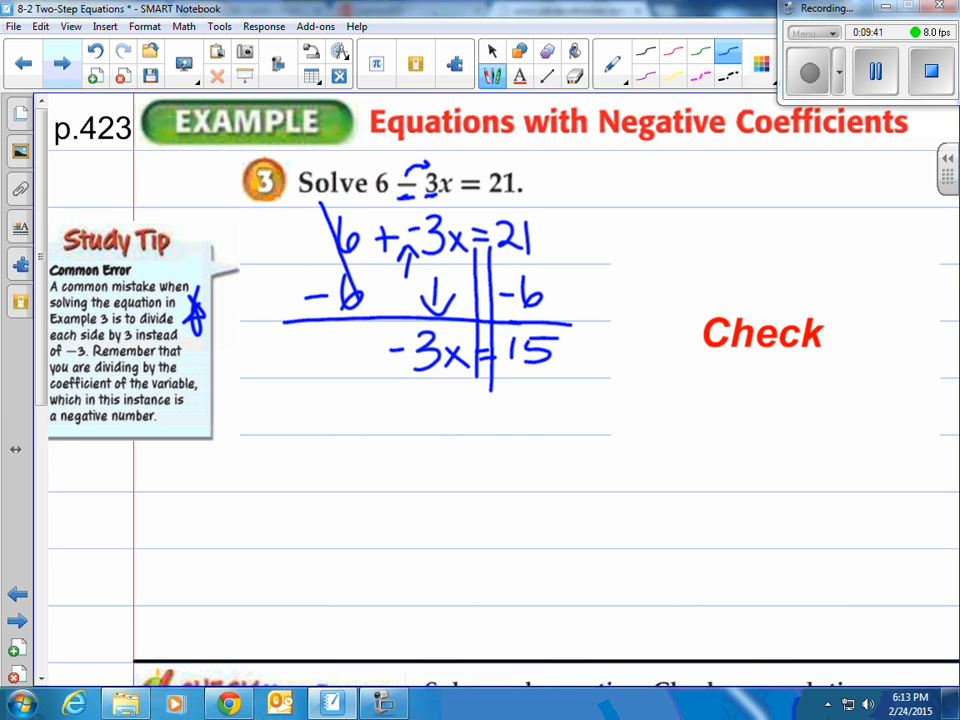 8-2 Two-Step Equations * - SMART Notebook
Recording...
File Edit View Insert Format Math Tools Response Add-ons Help
Menu
0:09:41
8.0 fps
p.423
EXAMPLE
Equations with Negative Coefficients
3 Solve 6 − 3x = 21.
6 + -3x = 21
- 6 ↓ -6
-3x = 15
Study Tip
Common Error
A common mistake when
solving the equation in
Example 3 is to divide
each side by 3 instead
of −3. Remember that
you are dividing by the
coefficient of the variable,
which in this instance is
a negative number.
Check
6:13 PM
2/24/2015